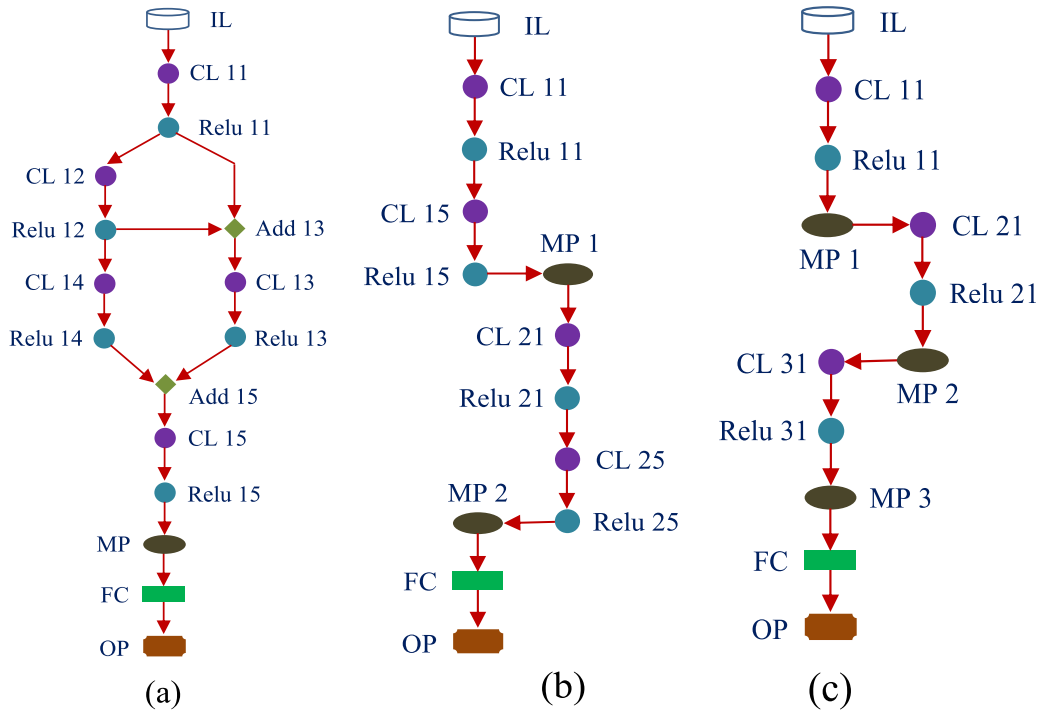 IL
CL 11
Relu 11
CL 12
Relu 12
Add 13
CL 14
CL 13
Relu 14
Relu 13
Add 15
CL 15
Relu 15
MP
FC
OP
(a)
IL
CL 11
Relu 11
CL 15
Relu 15
MP 1
CL 21
Relu 21
CL 25
MP 2
Relu 25
FC
OP
(b)
IL
CL 11
Relu 11
MP 1
CL 21
Relu 21
CL 31
MP 2
Relu 31
MP 3
FC
OP
(c)